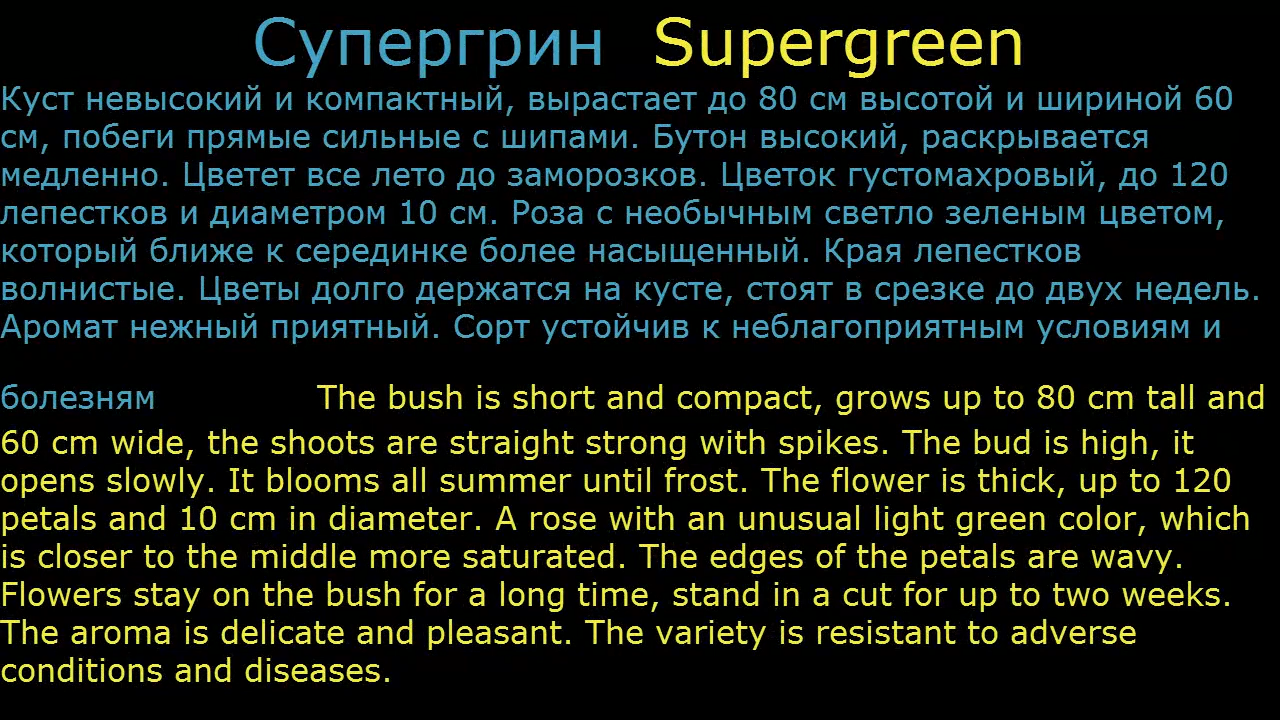 Супергрин Supergreen
Куст невысокий и компактный, вырастает до 80 см высотой и шириной 60
см, побеги прямые сильные с шипами. Бутон высокий, раскрывается
медленно. Цветет все лето до заморозков. Цветок густомахровый, до 120
лепестков и диаметром 10 см. Роза с необычным светло зеленым цветом,
который ближе к серединке более насыщенный. Края лепестков
волнистые. Цветы долго держатся на кусте, стоят в срезке до двух недель.
Аромат нежный приятный. Сорт устойчив к неблагоприятным условиям и
болезням The bush is short and compact, grows up to 80 cm tall and
60 cm wide, the shoots are straight strong with spikes. The bud is high, it
opens slowly. It blooms all summer until frost. The flower is thick, up to 120
petals and 10 cm in diameter. A rose with an unusual light green color, which
is closer to the middle more saturated. The edges of the petals are wavy.
Flowers stay on the bush for a long time, stand in a cut for up to two weeks.
The aroma is delicate and pleasant. The variety is resistant to adverse
conditions and diseases.